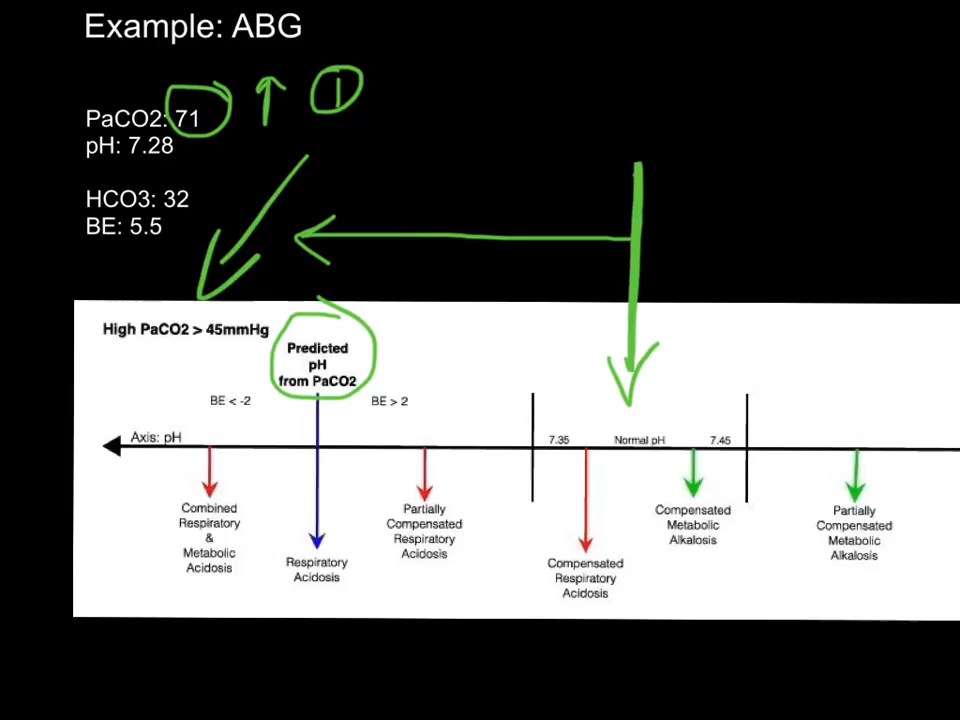 Example: ABG
①
PaCO2: 71
pH: 7.28
HCO3: 32
BE: 5.5
High PaCO2 > 45mmHg
Predicted
pH
from PaCO2
BE < -2
BE > 2
Axis: pH
7.35
Normal pH
7.45
Combined
Respiratory
&
Metabolic
Acidosis
Respiratory
Acidosis
Partially
Compensated
Respiratory
Acidosis
Compensated
Respiratory
Acidosis
Compensated
Metabolic
Alkalosis
Partially
Compensated
Metabolic
Alkalosis